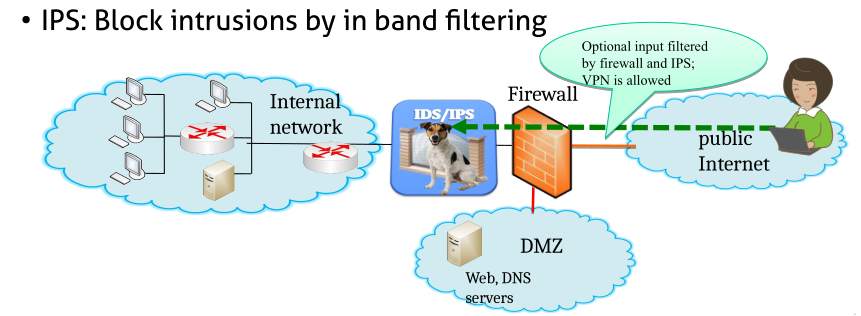 • IPS: Block intrusions by in band filtering
Optional input filtered
by firewall and IPS;
VPN is allowed
Firewall
Internal
network
IDS/IPS
public
Internet
DMZ
Web, DNS
servers